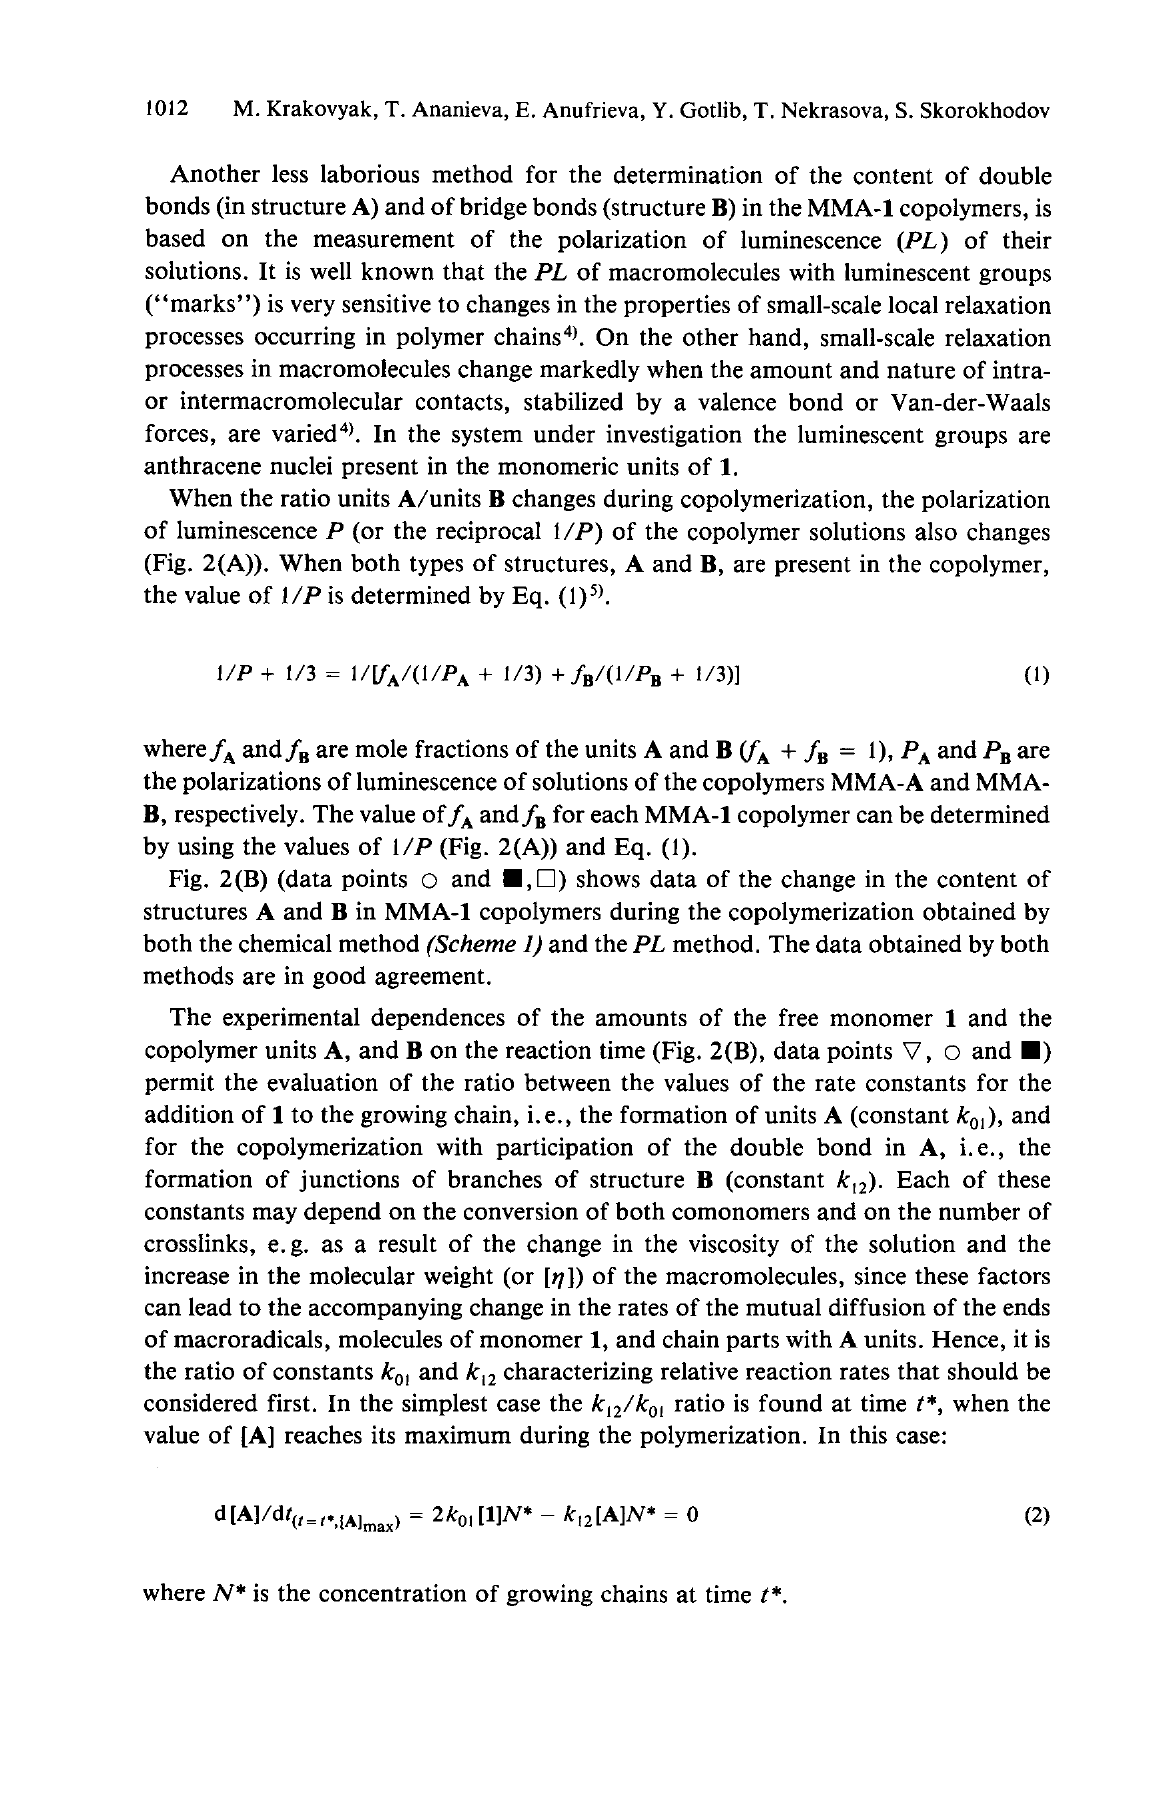 1012 M. Krakovyak, T. Ananieva, E. Anufrieva, Y. Gotlib, T. Nekrasova, S. Skorokhodov
Another less laborious method for the determination of the content of double
bonds (in structure A) and of bridge bonds (structure B) in the MMA-1 copolymers, is
based on the measurement of the polarization of luminescence (PL) of their
solutions. It is well known that the PL of macromolecules with luminescent groups
(“marks”) is very sensitive to changes in the properties of small-scale local relaxation
processes occurring in polymer chains⁴⁾. On the other hand, small-scale relaxation
processes in macromolecules change markedly when the amount and nature of intra-
or intermacromolecular contacts, stabilized by a valence bond or Van-der-Waals
forces, are varied⁴⁾. In the system under investigation the luminescent groups are
anthracene nuclei present in the monomeric units of 1.
When the ratio units A/units B changes during copolymerization, the polarization
of luminescence P (or the reciprocal 1/P) of the copolymer solutions also changes
(Fig. 2(A)). When both types of structures, A and B, are present in the copolymer,
the value of 1/P is determined by Eq. (1)⁵⁾.
1/P + 1/3 = 1/[f_A/(1/P_A + 1/3) + f_B/(1/P_B + 1/3)] (1)
where f_A and f_B are mole fractions of the units A and B (f_A + f_B = 1), P_A and P_B are
the polarizations of luminescence of solutions of the copolymers MMA-A and MMA-
B, respectively. The value of f_A and f_B for each MMA-1 copolymer can be determined
by using the values of 1/P (Fig. 2(A)) and Eq. (1).
Fig. 2(B) (data points ○ and ■,□) shows data of the change in the content of
structures A and B in MMA-1 copolymers during the copolymerization obtained by
both the chemical method (Scheme 1) and the PL method. The data obtained by both
methods are in good agreement.
The experimental dependences of the amounts of the free monomer 1 and the
copolymer units A, and B on the reaction time (Fig. 2(B), data points ▽, ○ and ■)
permit the evaluation of the ratio between the values of the rate constants for the
addition of 1 to the growing chain, i.e., the formation of units A (constant k₀₁), and
for the copolymerization with participation of the double bond in A, i.e., the
formation of junctions of branches of structure B (constant k₁₂). Each of these
constants may depend on the conversion of both comonomers and on the number of
crosslinks, e.g. as a result of the change in the viscosity of the solution and the
increase in the molecular weight (or [η]) of the macromolecules, since these factors
can lead to the accompanying change in the rates of the mutual diffusion of the ends
of macroradicals, molecules of monomer 1, and chain parts with A units. Hence, it is
the ratio of constants k₀₁ and k₁₂ characterizing relative reaction rates that should be
considered first. In the simplest case the k₁₂/k₀₁ ratio is found at time t*, when the
value of [A] reaches its maximum during the polymerization. In this case:
d[A]/dt_(t=t*,[A]max) = 2k₀₁[1]N* − k₁₂[A]N* = 0 (2)
where N* is the concentration of growing chains at time t*.